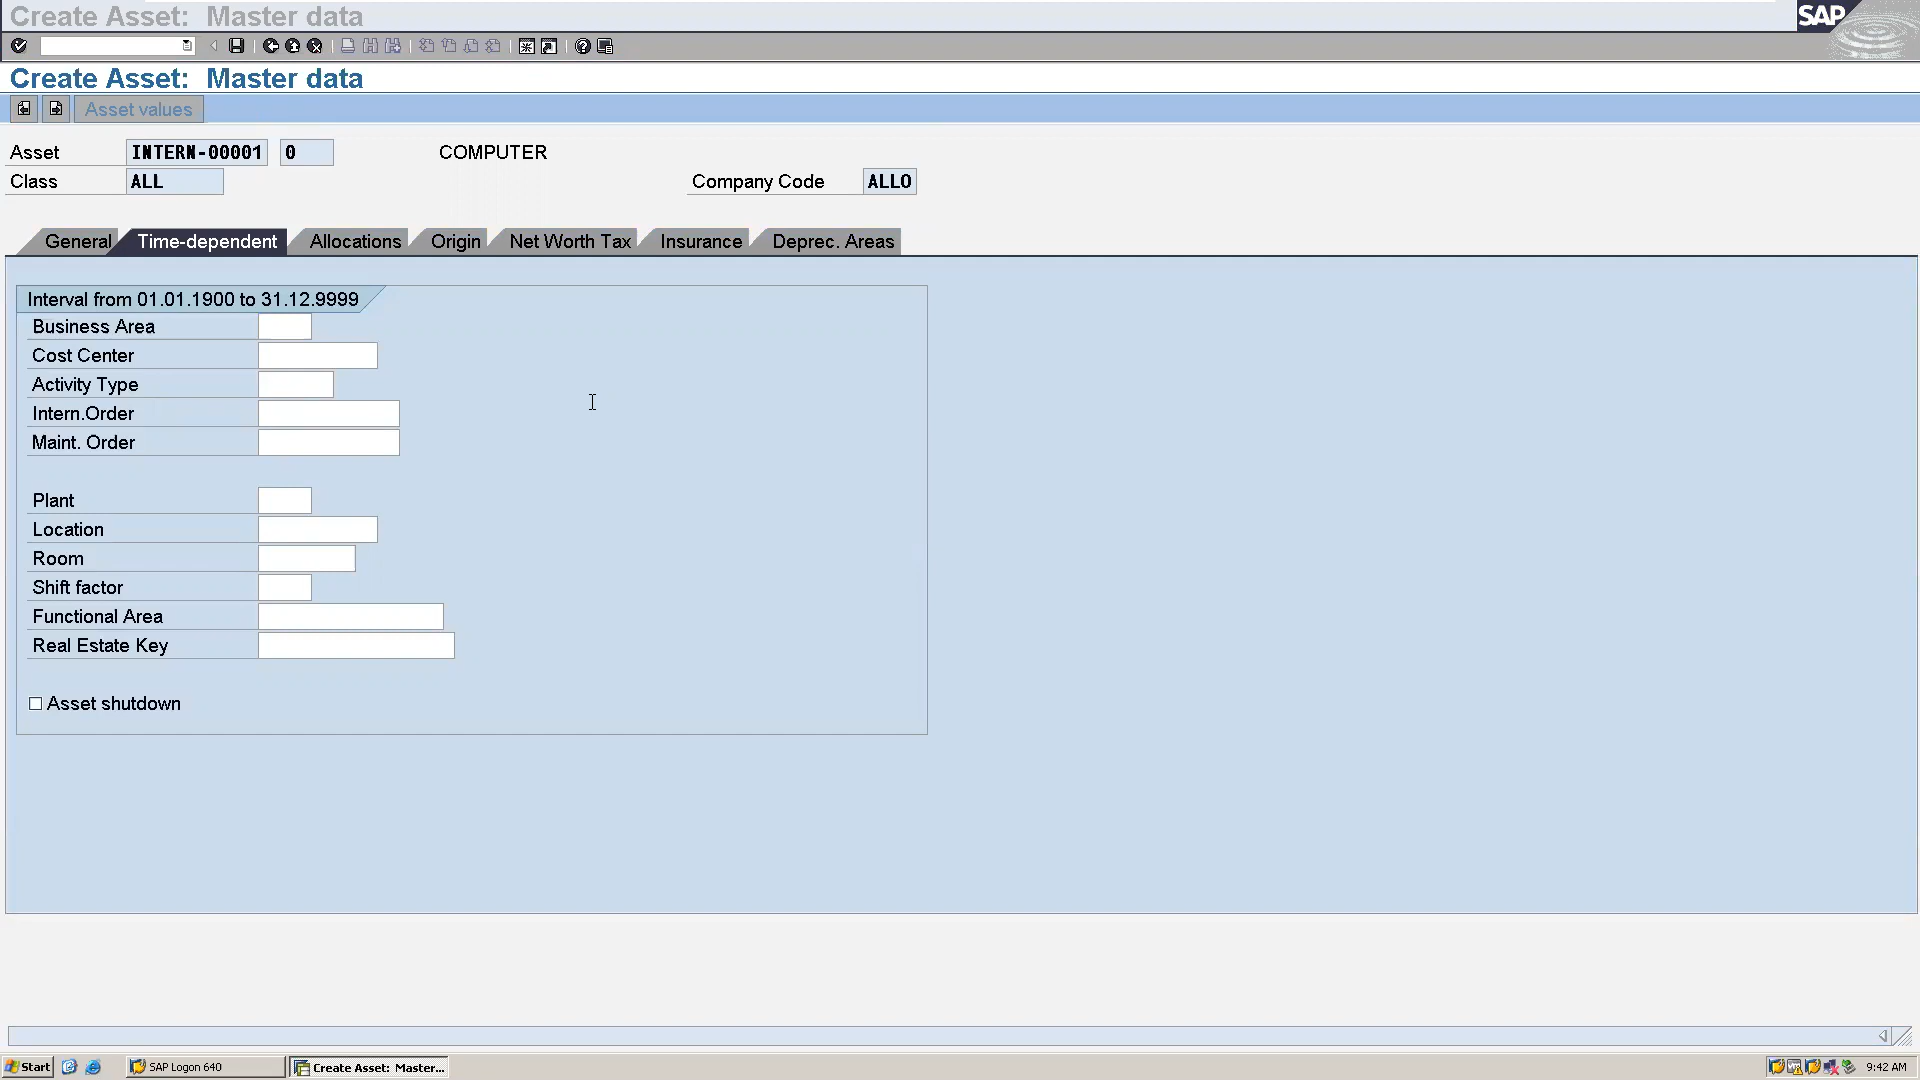 Create Asset: Master data
SAP
Create Asset: Master data
Asset values
Asset INTERN-00001 0 COMPUTER
Class ALL Company Code ALLO
General Time-dependent Allocations Origin Net Worth Tax Insurance Deprec. Areas
Interval from 01.01.1900 to 31.12.9999
Business Area
Cost Center
Activity Type
Intern.Order
Maint. Order
Plant
Location
Room
Shift factor
Functional Area
Real Estate Key
Asset shutdown
Start SAP Logon 640 Create Asset: Master... 9:42 AM